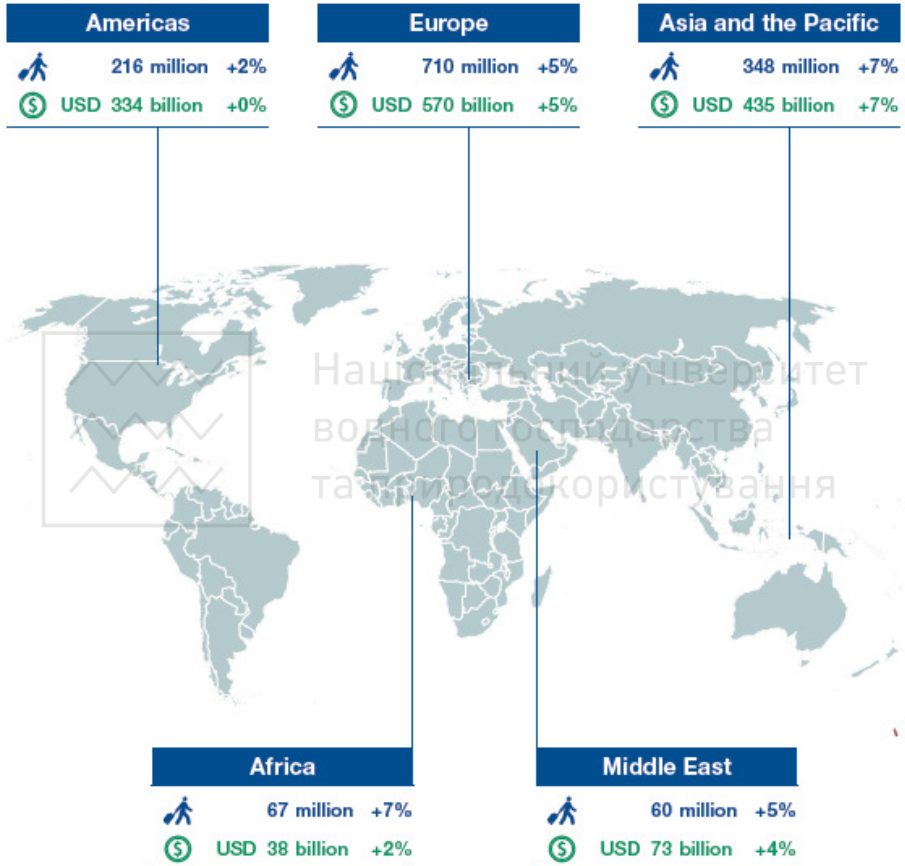 Americas
216 million +2%
USD 334 billion +0%
Europe
710 million +5%
USD 570 billion +5%
Asia and the Pacific
348 million +7%
USD 435 billion +7%
Національний університет
водного господарства
та природокористування
Africa
67 million +7%
USD 38 billion +2%
Middle East
60 million +5%
USD 73 billion +4%